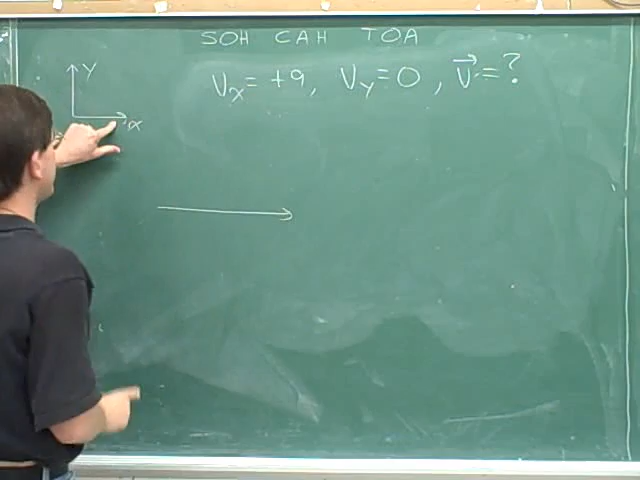 SOH CAH TOA
Vx = +9, Vy = 0, V⃗ = ?
Y
x